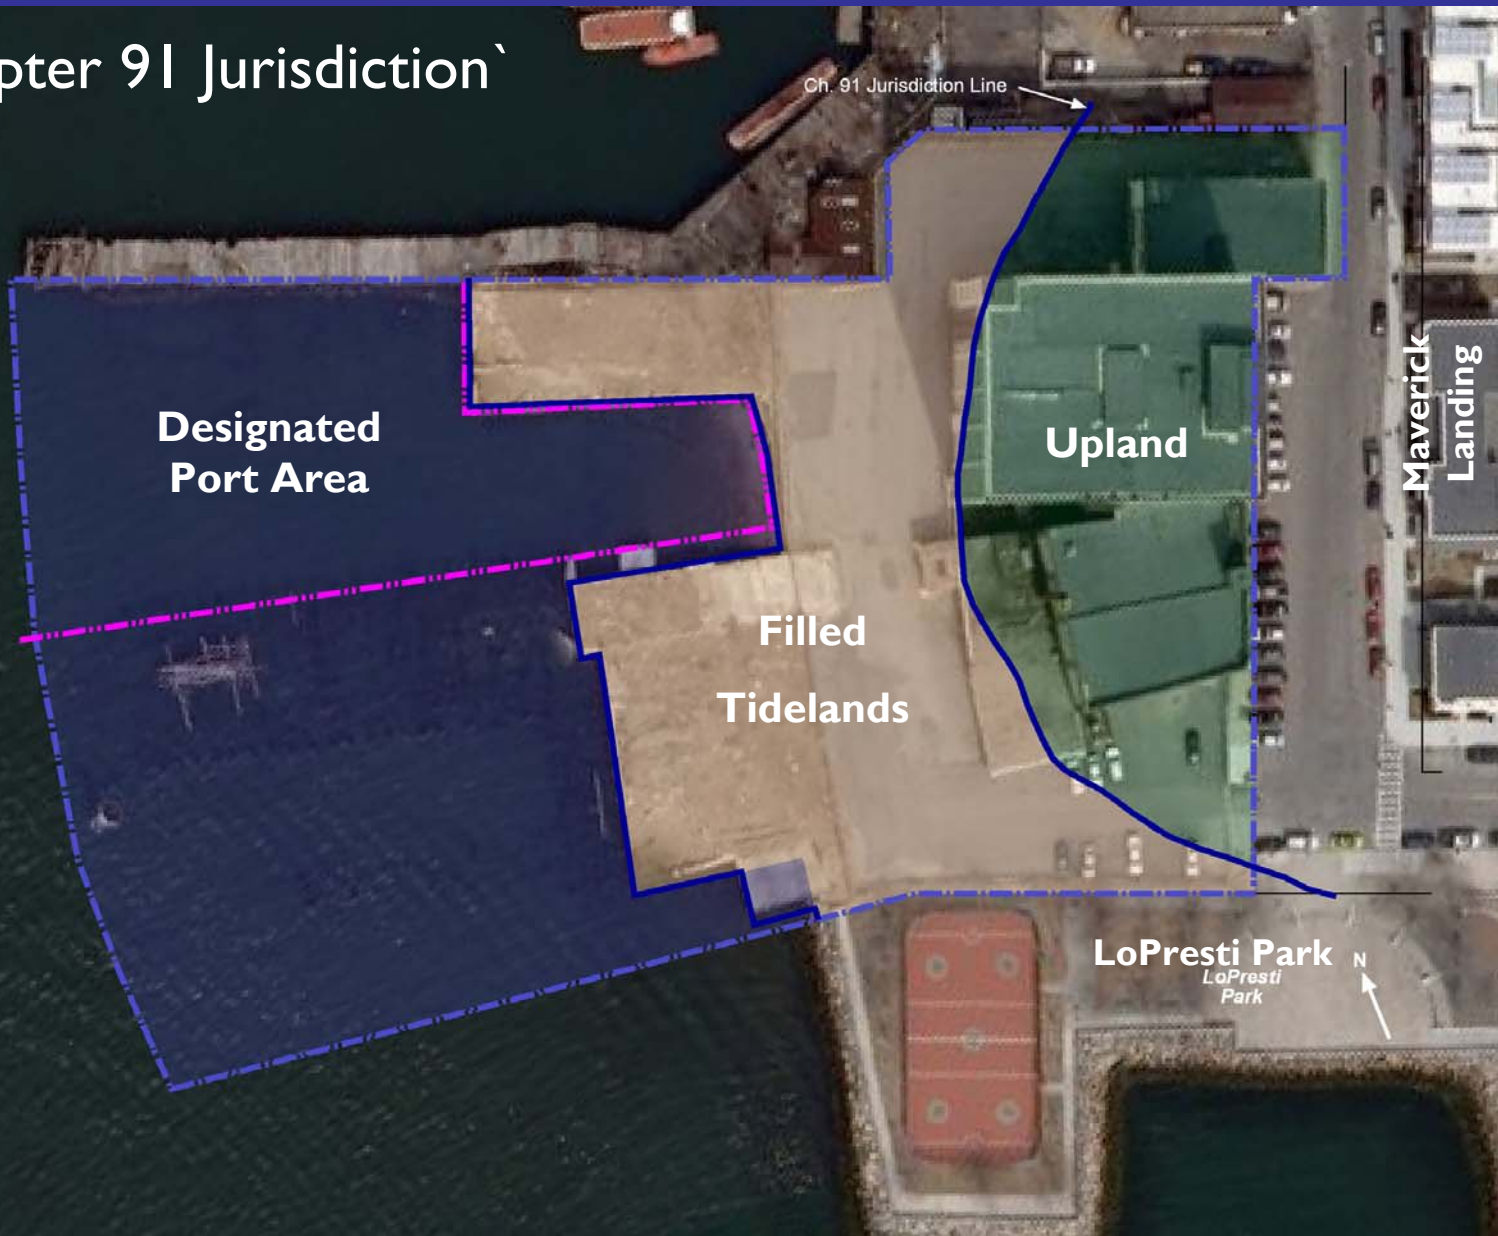 pter 91 Jurisdiction`
Ch. 91 Jurisdiction Line
Designated
Port Area
Upland
Maverick
Landing
Filled
Tidelands
LoPresti Park
LoPresti
Park
N